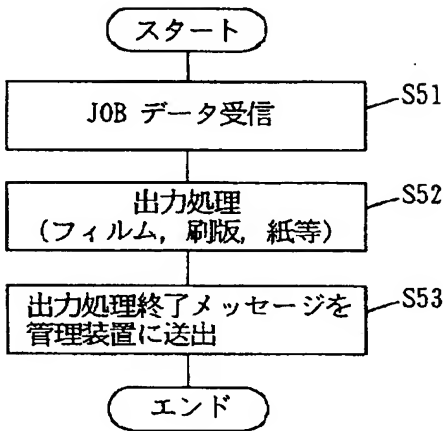 スタート
JOB データ受信
S51
出力処理
(フィルム, 刷版, 紙等)
S52
出力処理終了メッセージを
管理装置に送出
S53
エンド